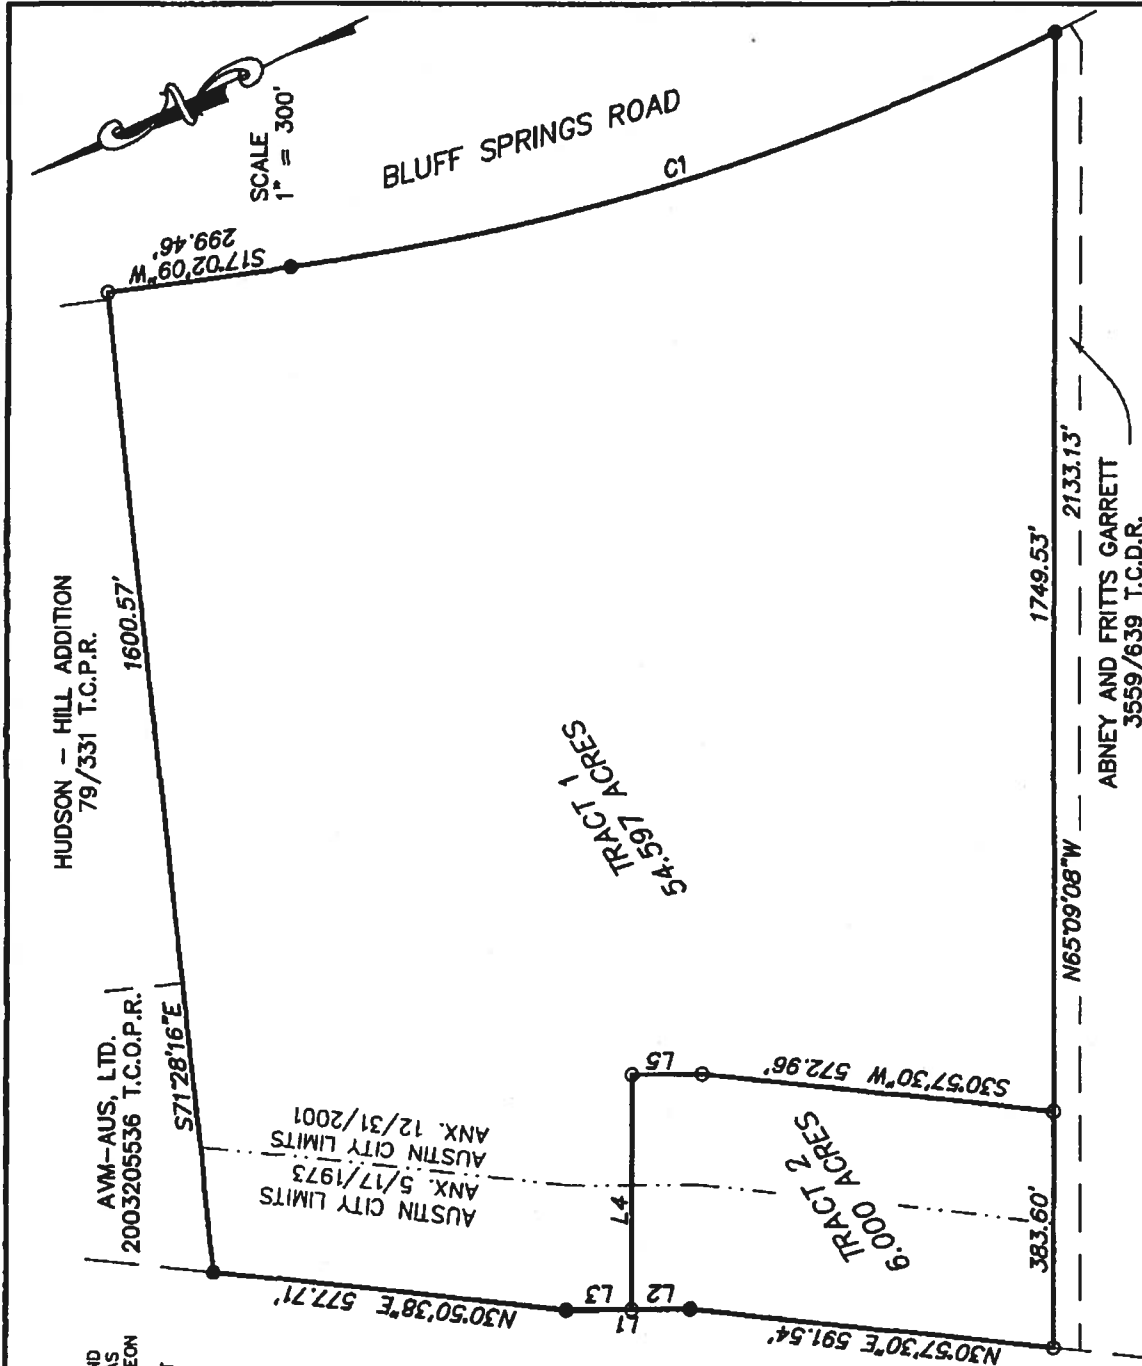 SCALE
1" = 300'
BLUFF SPRINGS ROAD
C1
S17°02'09"W
299.46'
HUDSON - HILL ADDITION
79/331 T.C.P.R.
1600.57'
AVM-AUS, LTD.
2003205536 T.C.O.P.R.
S71°28'16"E
AUSTIN CITY LIMITS
ANX. 12/31/2001
AUSTIN CITY LIMITS
ANX. 5/17/1973
TRACT 1
54.597 ACRES
1749.53'
2133.13'
N65°09'08"W
ABNEY AND FRITTS GARRETT
3559/639 T.C.D.R.
L5
S30°57'30"W 572.96'
L4
TRACT 2
6.000 ACRES
383.60'
N30°50'38"E 577.71'
L3
L1
L2
N30°57'30"E 591.54'
ND
AS
EON